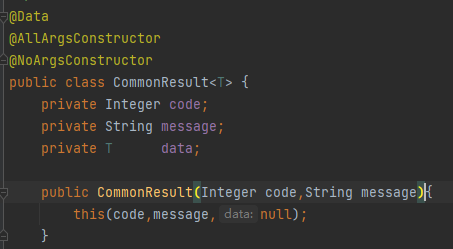 @Data
@AllArgsConstructor
@NoArgsConstructor
public class CommonResult<T> {
    private Integer code;
    private String message;
    private T      data;

    public CommonResult(Integer code,String message){
        this(code,message, data: null);
    }